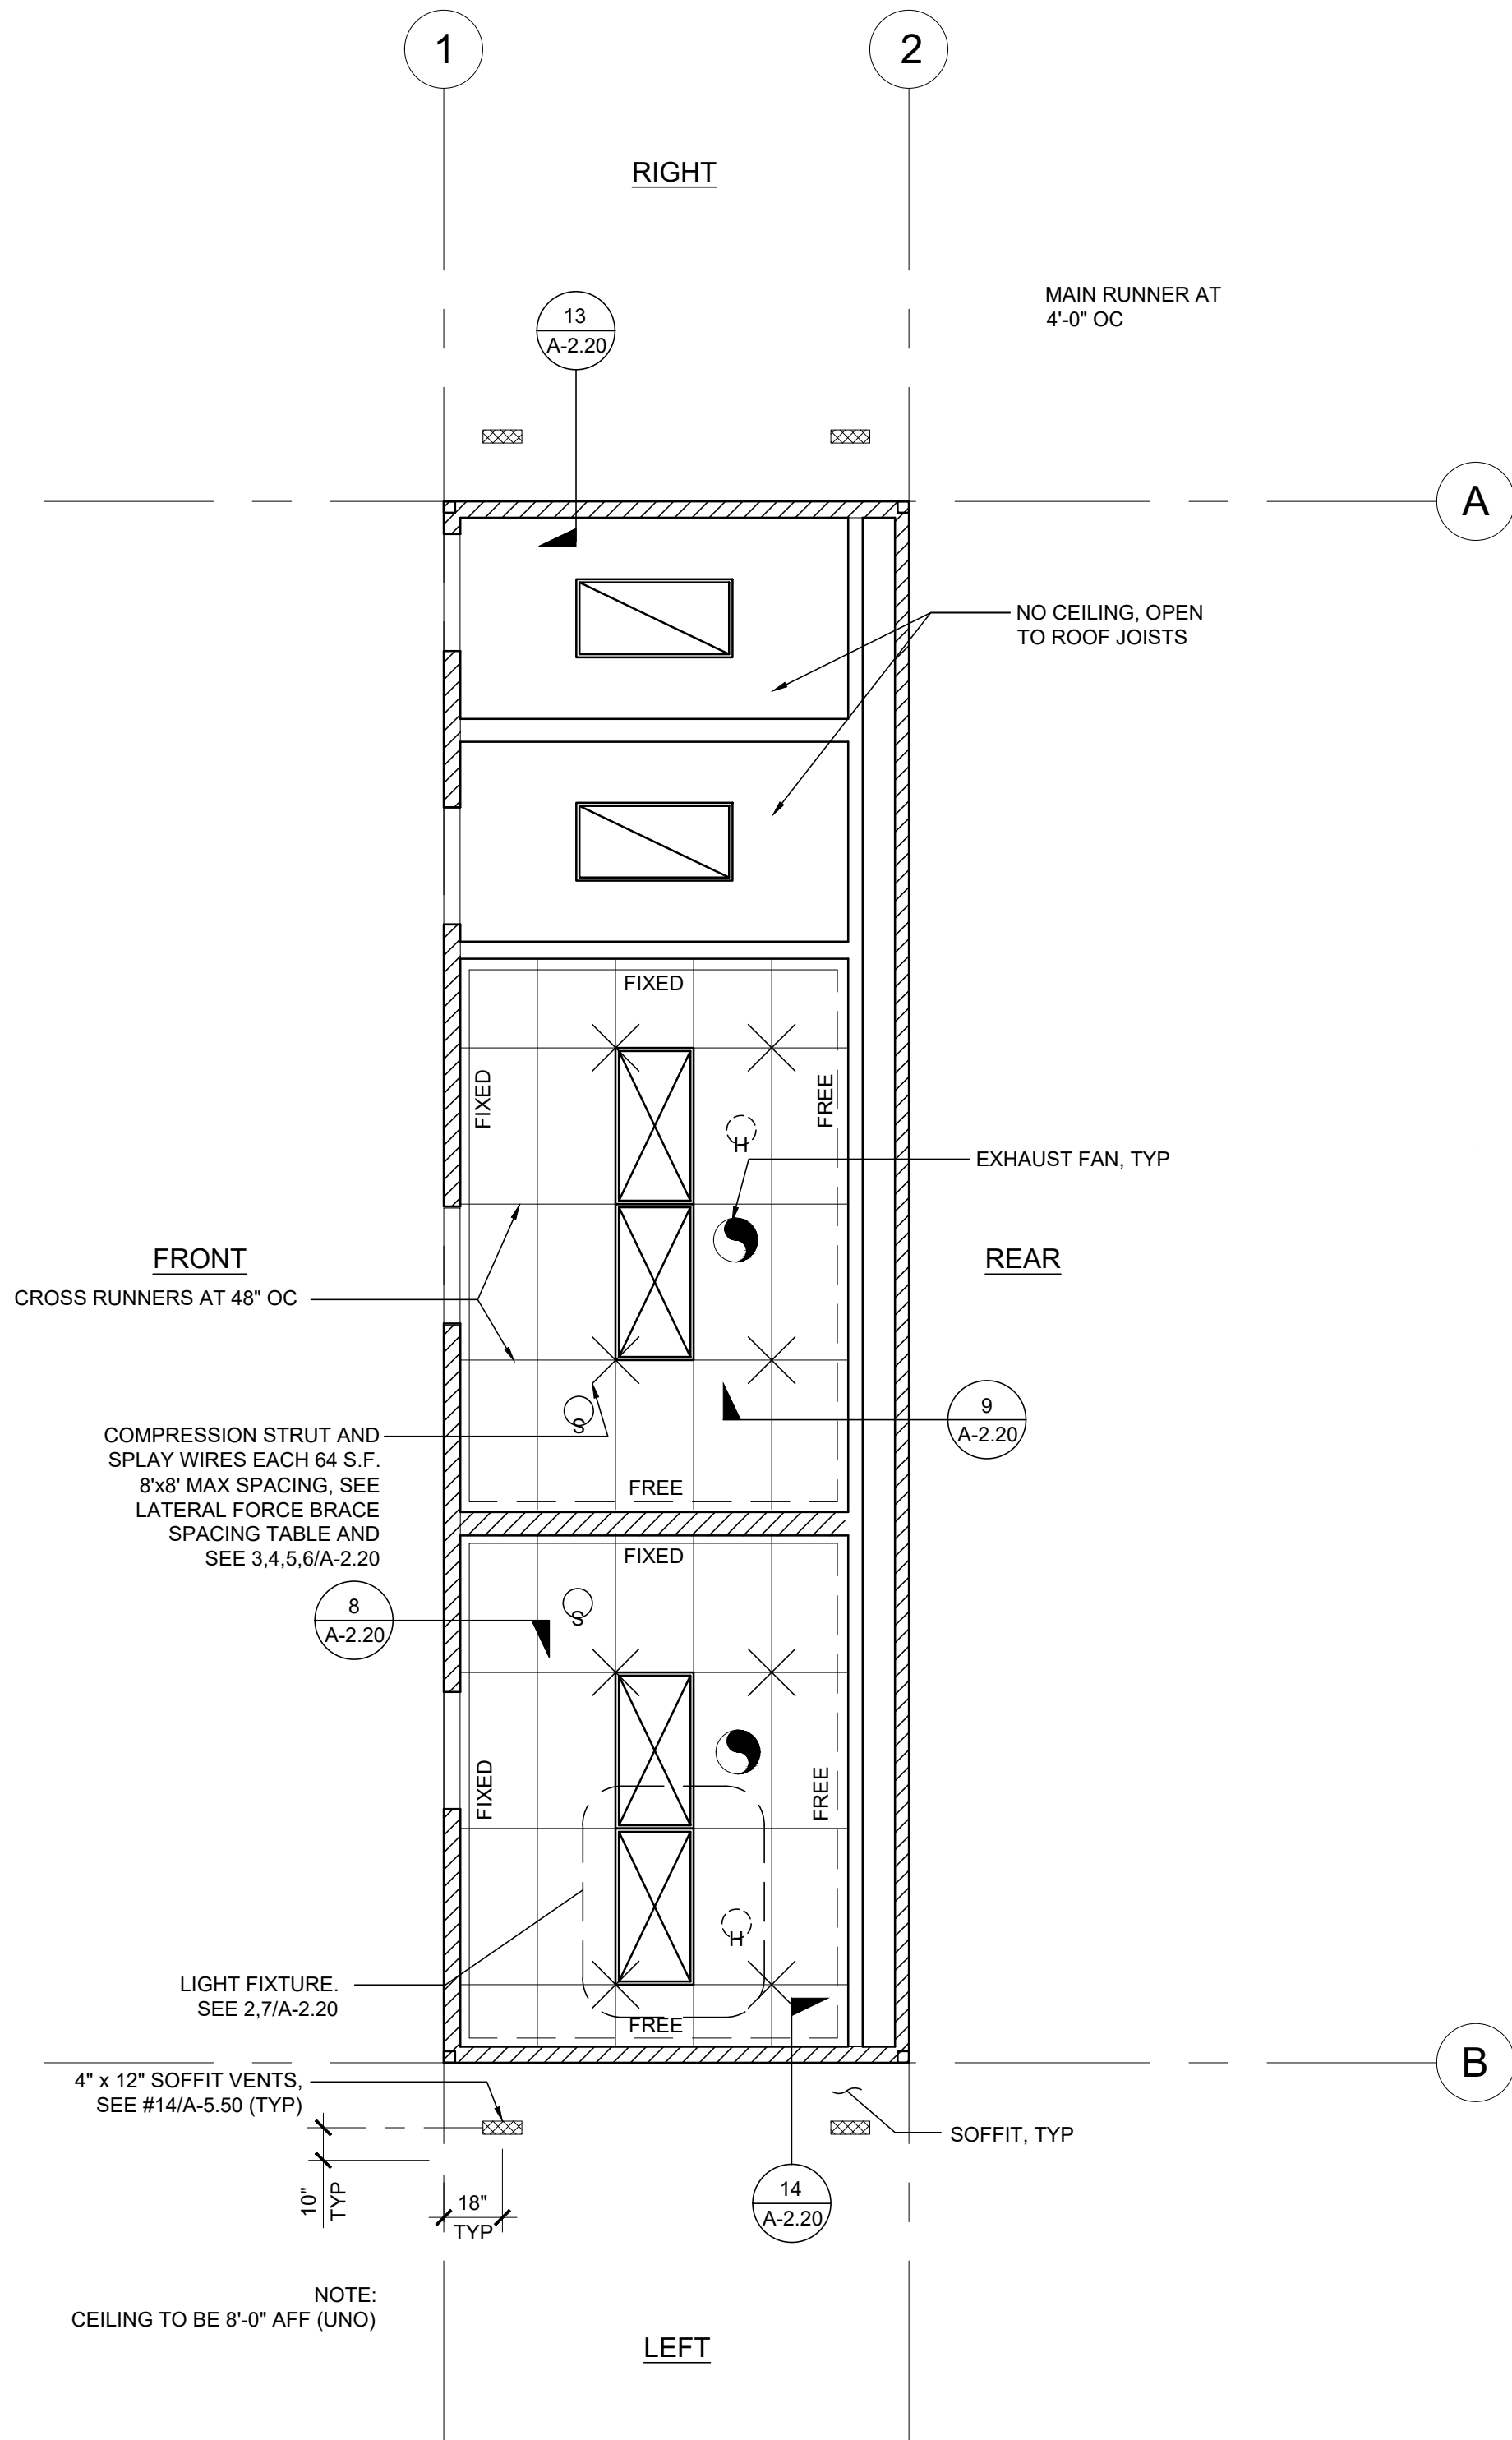 1
2
RIGHT
MAIN RUNNER AT
4'-0" OC
13
A-2.20
A
NO CEILING, OPEN
TO ROOF JOISTS
FIXED
FIXED
FREE
H
EXHAUST FAN, TYP
FRONT
REAR
CROSS RUNNERS AT 48" OC
9
A-2.20
S
COMPRESSION STRUT AND
SPLAY WIRES EACH 64 S.F.
8'x8' MAX SPACING, SEE
LATERAL FORCE BRACE
SPACING TABLE AND
SEE 3,4,5,6/A-2.20
FREE
FIXED
8
A-2.20
S
FIXED
FREE
H
LIGHT FIXTURE.
SEE 2,7/A-2.20
FREE
B
4" x 12" SOFFIT VENTS,
SEE #14/A-5.50 (TYP)
SOFFIT, TYP
10"
TYP
18"
TYP
14
A-2.20
NOTE:
CEILING TO BE 8'-0" AFF (UNO)
LEFT